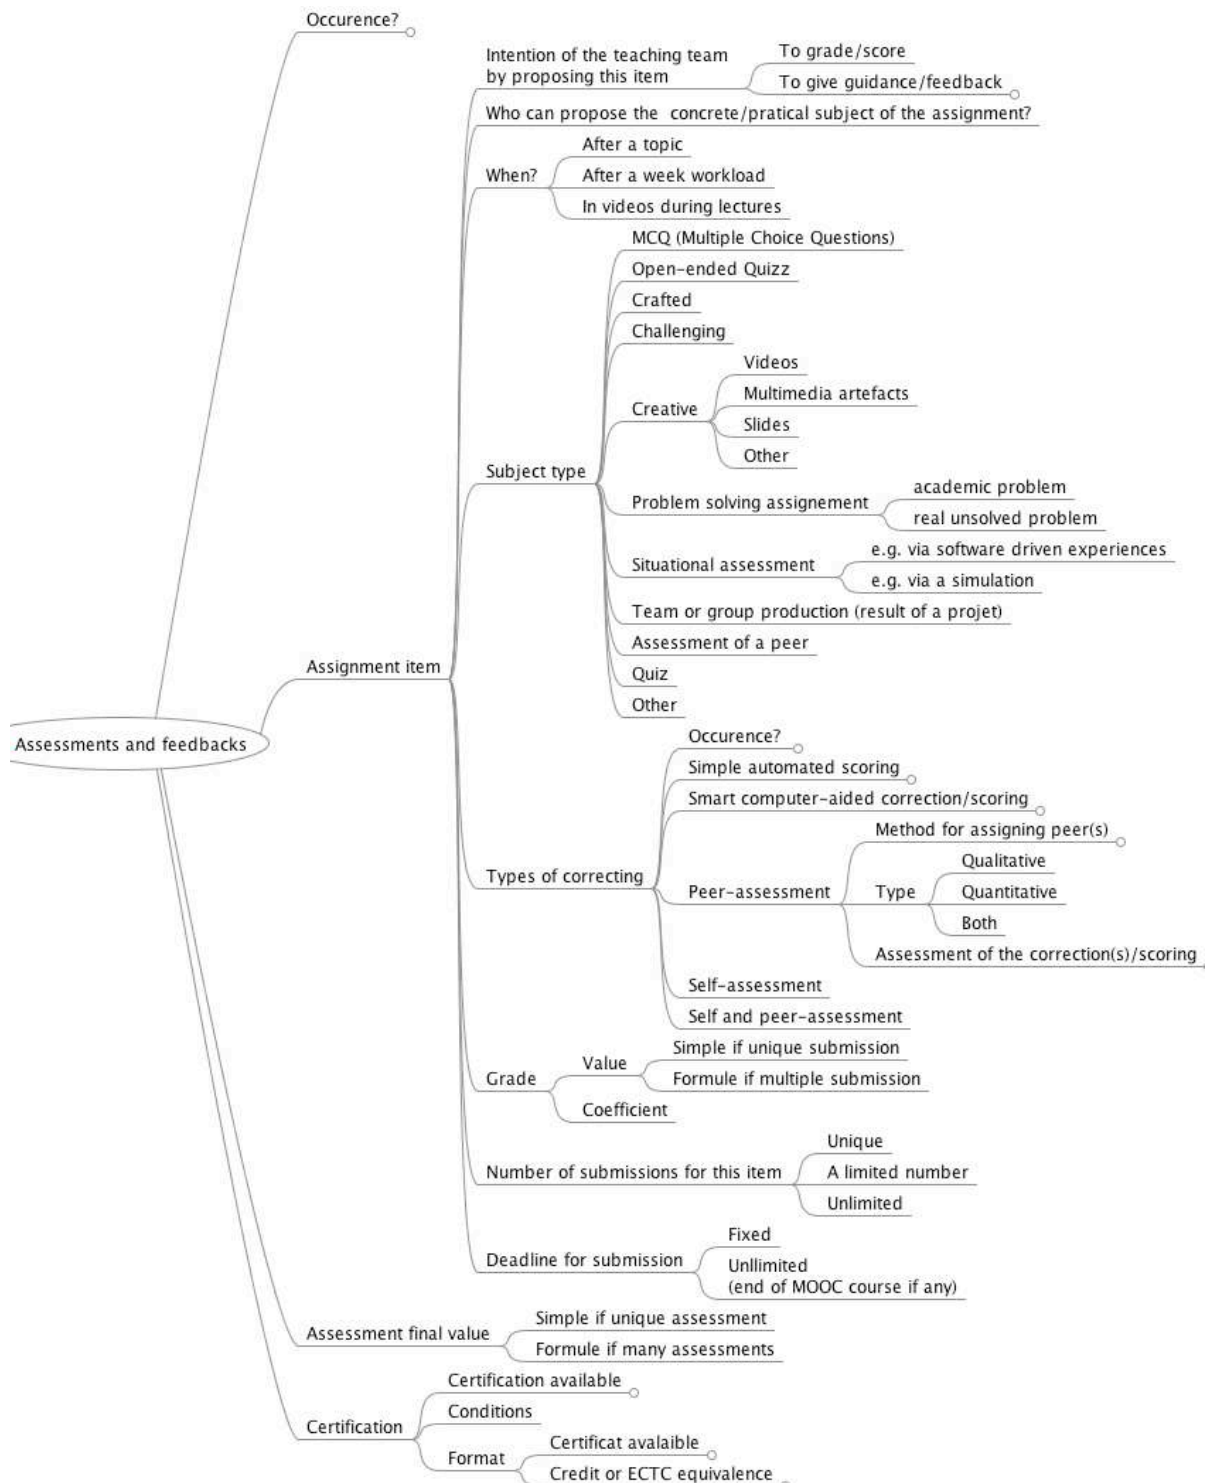 Occurence?
Intention of the teaching team
by proposing this item
To grade/score
To give guidance/feedback
Who can propose the  concrete/pratical subject of the assignment?
When?
After a topic
After a week workload
In videos during lectures
Subject type
MCQ (Multiple Choice Questions)
Open-ended Quizz
Crafted
Challenging
Creative
Videos
Multimedia artefacts
Slides
Other
Problem solving assignement
academic problem
real unsolved problem
Situational assessment
e.g. via software driven experiences
e.g. via a simulation
Team or group production (result of a projet)
Assessment of a peer
Quiz
Other
Assignment item
Assessments and feedbacks
Types of correcting
Occurence?
Simple automated scoring
Smart computer-aided correction/scoring
Peer-assessment
Method for assigning peer(s)
Type
Qualitative
Quantitative
Both
Assessment of the correction(s)/scoring
Self-assessment
Self and peer-assessment
Grade
Value
Simple if unique submission
Formule if multiple submission
Coefficient
Number of submissions for this item
Unique
A limited number
Unlimited
Deadline for submission
Fixed
Unllimited
(end of MOOC course if any)
Assessment final value
Simple if unique assessment
Formule if many assessments
Certification
Certification available
Conditions
Format
Certificat avalaible
Credit or ECTC equivalence